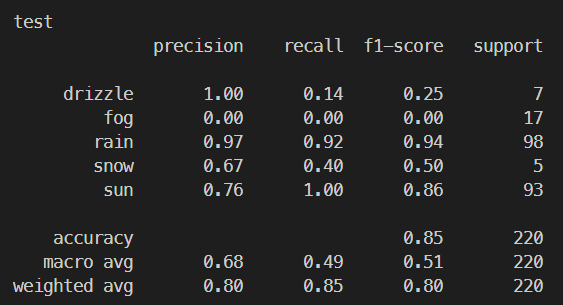 test
precision recall f1-score support
drizzle 1.00 0.14 0.25 7
fog 0.00 0.00 0.00 17
rain 0.97 0.92 0.94 98
snow 0.67 0.40 0.50 5
sun 0.76 1.00 0.86 93
accuracy 0.85 220
macro avg 0.68 0.49 0.51 220
weighted avg 0.80 0.85 0.80 220